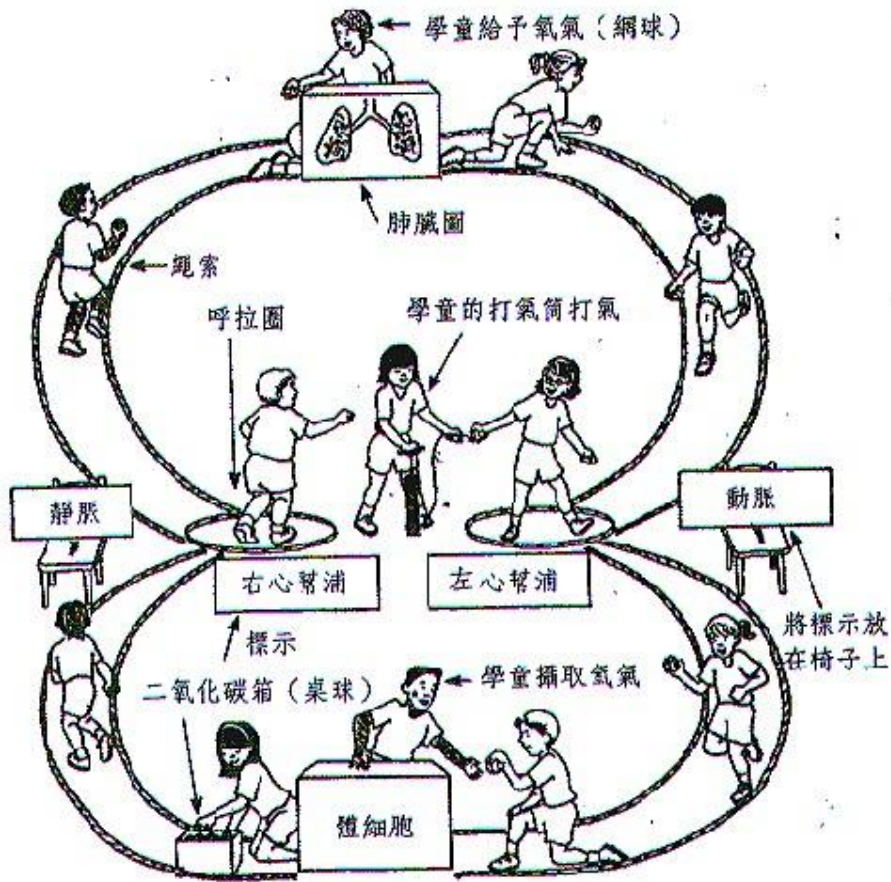 學童給予氧氣（網球）
肺臟圖
繩索
呼拉圈
學童的打氣筒打氣
靜脈
動脈
右心幫浦
左心幫浦
將標示放
在椅子上
標示
二氧化碳箱（桌球）
學童攝取氧氣
體細胞